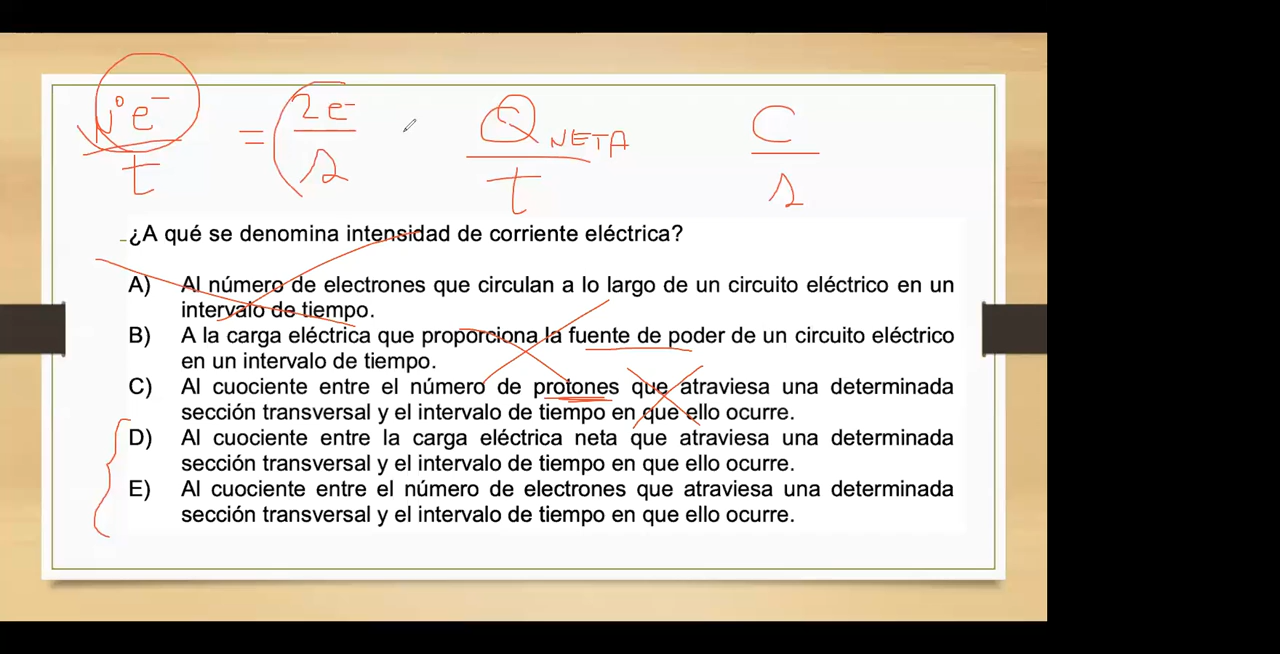 N° e⁻ / t = 2 e⁻ / s Q NETA / t C / s
¿A qué se denomina intensidad de corriente eléctrica?
A) Al número de electrones que circulan a lo largo de un circuito eléctrico en un
intervalo de tiempo.
B) A la carga eléctrica que proporciona la fuente de poder de un circuito eléctrico
en un intervalo de tiempo.
C) Al cuociente entre el número de protones que atraviesa una determinada
sección transversal y el intervalo de tiempo en que ello ocurre.
D) Al cuociente entre la carga eléctrica neta que atraviesa una determinada
sección transversal y el intervalo de tiempo en que ello ocurre.
E) Al cuociente entre el número de electrones que atraviesa una determinada
sección transversal y el intervalo de tiempo en que ello ocurre.